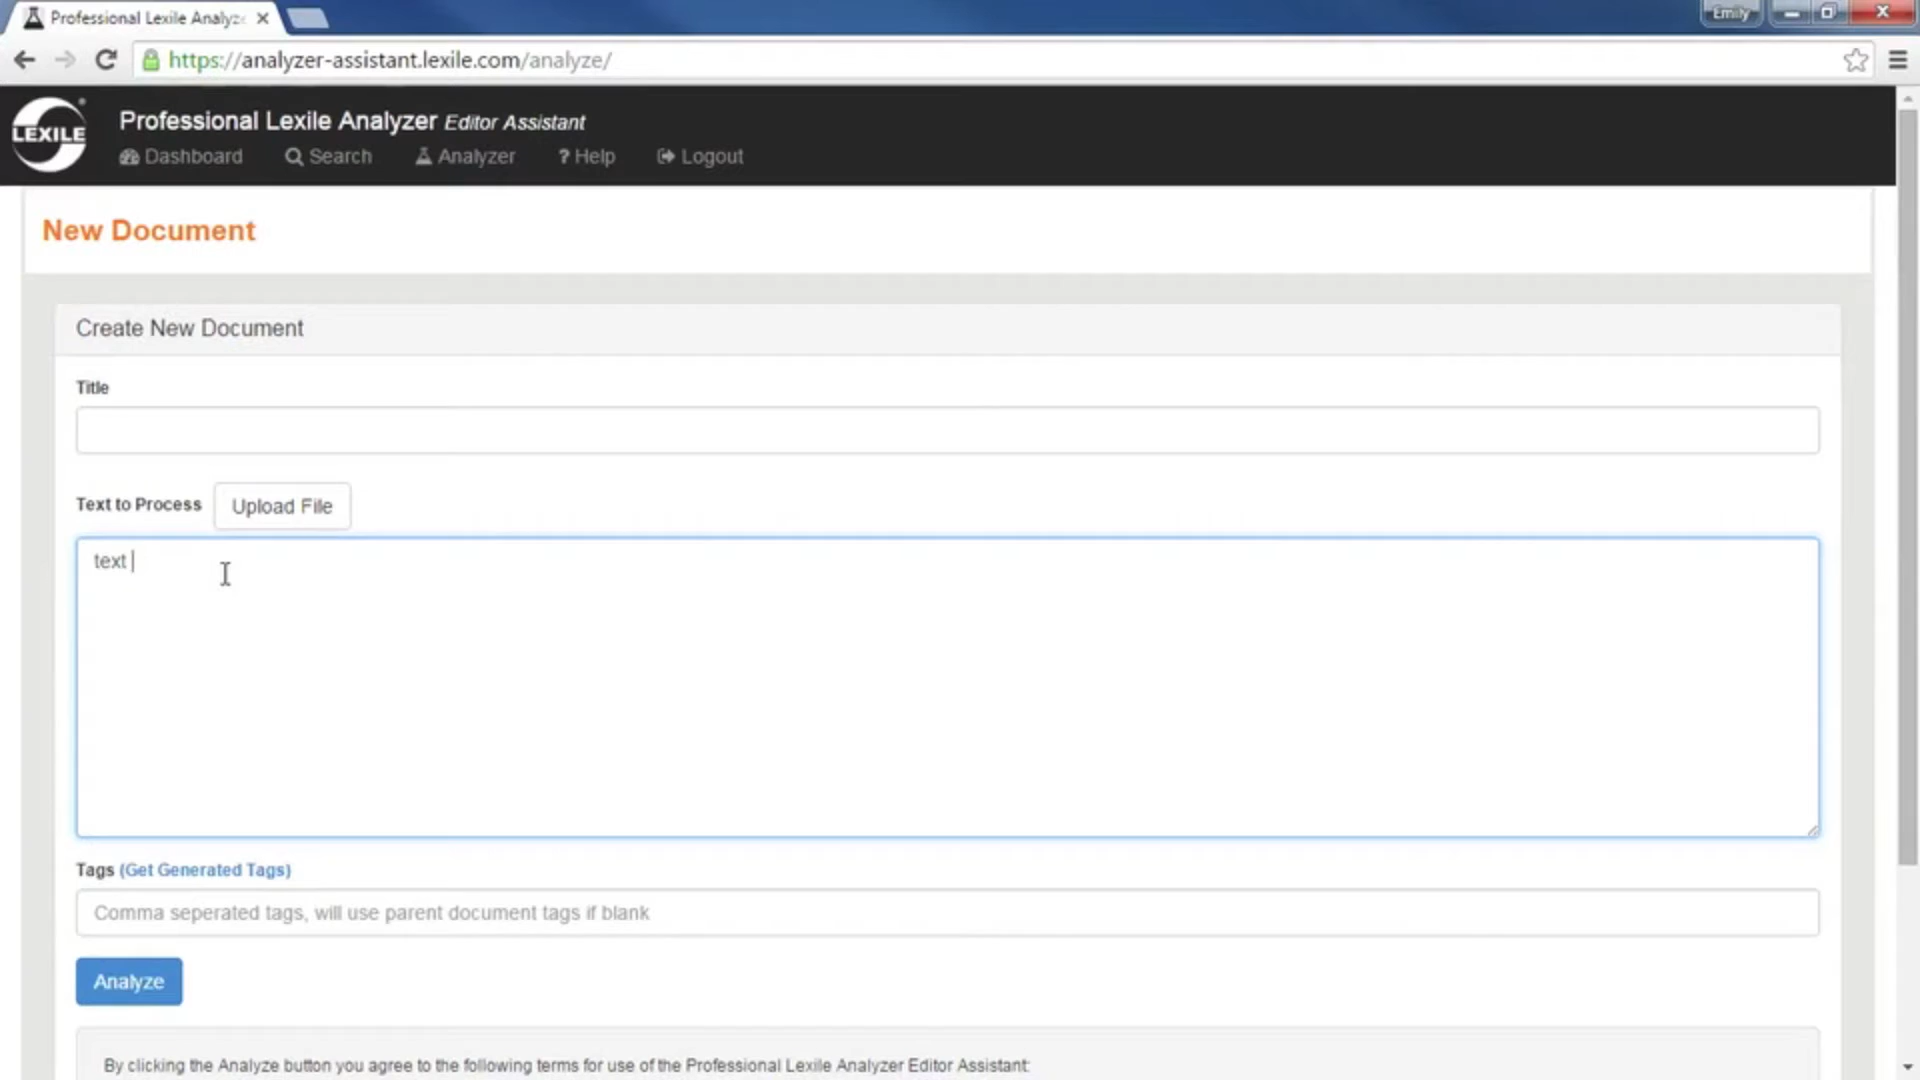 Professional Lexile Analyze
Emily
https://analyzer-assistant.lexile.com/analyze/
LEXILE
Professional Lexile Analyzer Editor Assistant
Dashboard Search Analyzer ? Help Logout
New Document
Create New Document
Title
Text to Process Upload File
text
Tags (Get Generated Tags)
Comma seperated tags, will use parent document tags if blank
Analyze
By clicking the Analyze button you agree to the following terms for use of the Professional Lexile Analyzer Editor Assistant: